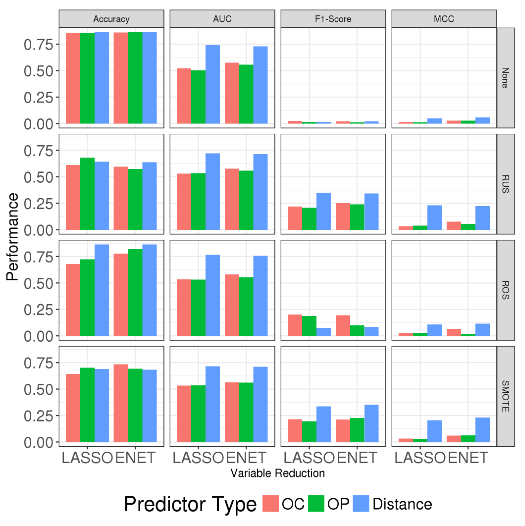 Accuracy AUC F1-Score MCC
0.75
0.50
0.25
0.00
None
0.75
0.50
0.25
0.00
RUS
0.75
0.50
0.25
0.00
ROS
0.75
0.50
0.25
0.00
SMOTE
Performance
LASSO ENET LASSO ENET LASSO ENET LASSO ENET
Variable Reduction
Predictor Type OC OP Distance